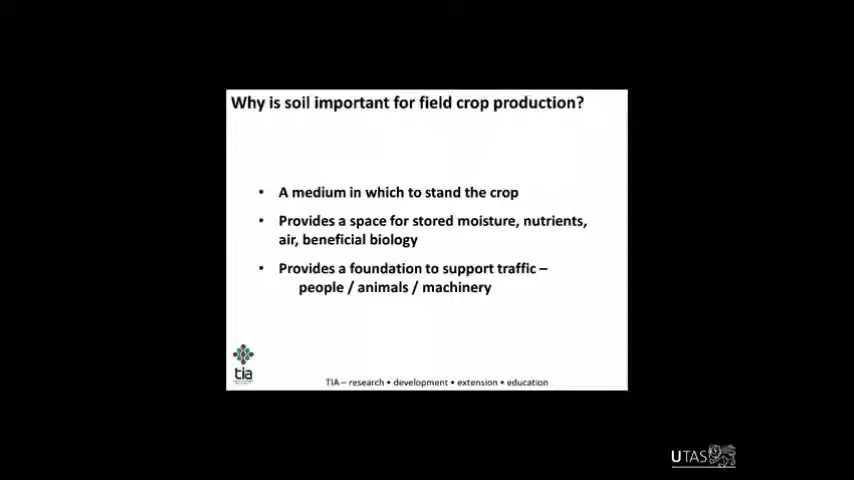 Why is soil important for field crop production?
• A medium in which to stand the crop
• Provides a space for stored moisture, nutrients,
air, beneficial biology
• Provides a foundation to support traffic –
people / animals / machinery
tia
TIA – research • development • extension • education
UTAS